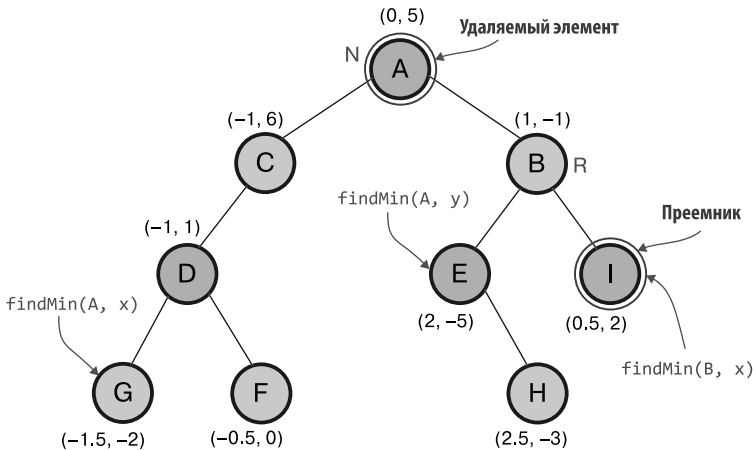 (0, 5)
Удаляемый элемент
N
A
(−1, 6)
(1, −1)
C
B
R
findMin(A, y)
Преемник
(−1, 1)
D
E
I
findMin(A, x)
(2, −5)
(0.5, 2)
findMin(B, x)
G
F
H
(−1.5, −2)
(−0.5, 0)
(2.5, −3)